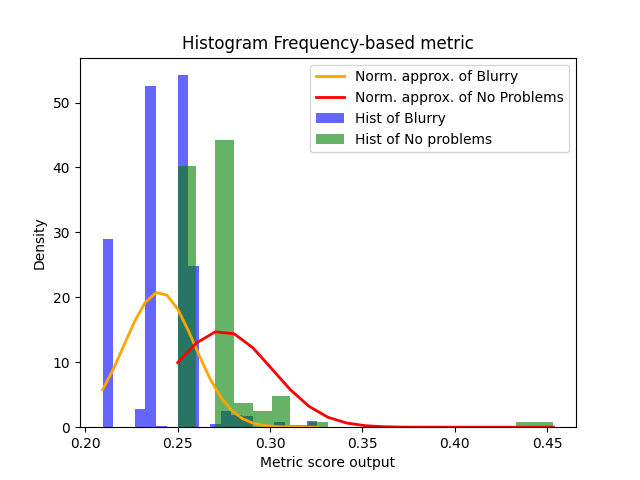 Histogram Frequency-based metric
Norm. approx. of Blurry
Norm. approx. of No Problems
Hist of Blurry
Hist of No problems
Density
50
40
30
20
10
0
0.20 0.25 0.30 0.35 0.40 0.45
Metric score output